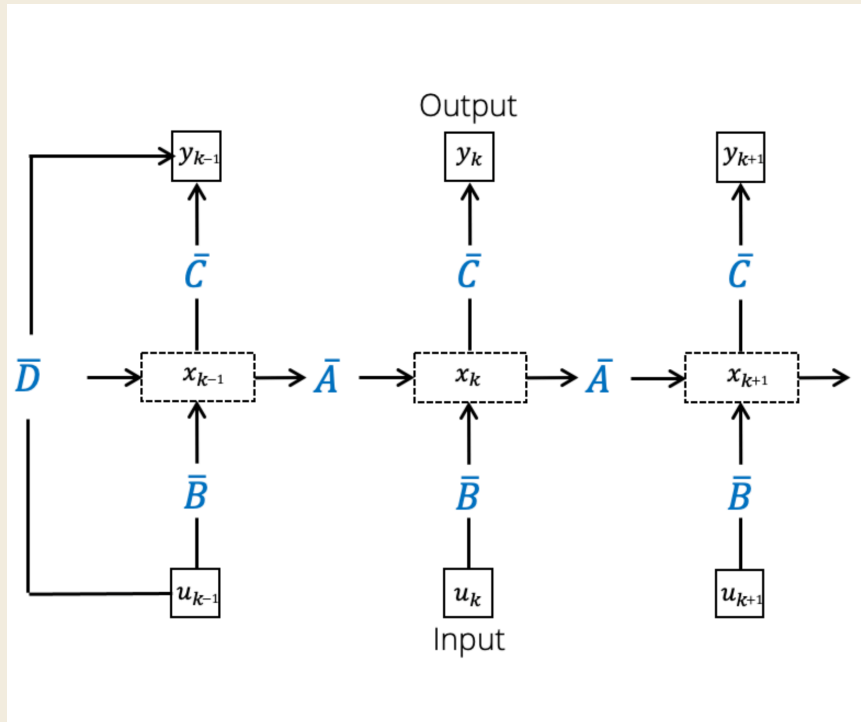 Output
yₖ₋₁ yₖ yₖ₊₁
C̄ C̄ C̄
D̄ xₖ₋₁ Ā xₖ Ā xₖ₊₁
B̄ B̄ B̄
uₖ₋₁ uₖ uₖ₊₁
Input